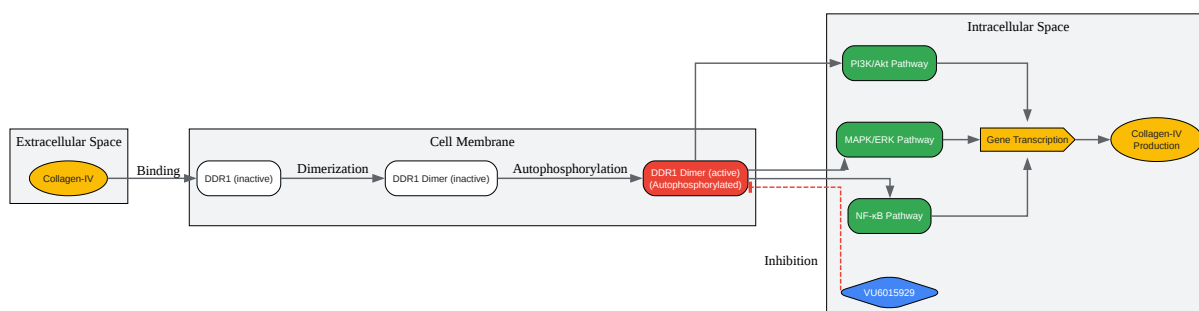 Extracellular Space
Collagen-IV
Binding
Cell Membrane
DDR1 (inactive)
Dimerization
DDR1 Dimer (inactive)
Autophosphorylation
DDR1 Dimer (active)
(Autophosphorylated)
Intracellular Space
PI3K/Akt Pathway
MAPK/ERK Pathway
NF-κB Pathway
Gene Transcription
Collagen-IV
Production
Inhibition
VU6015929